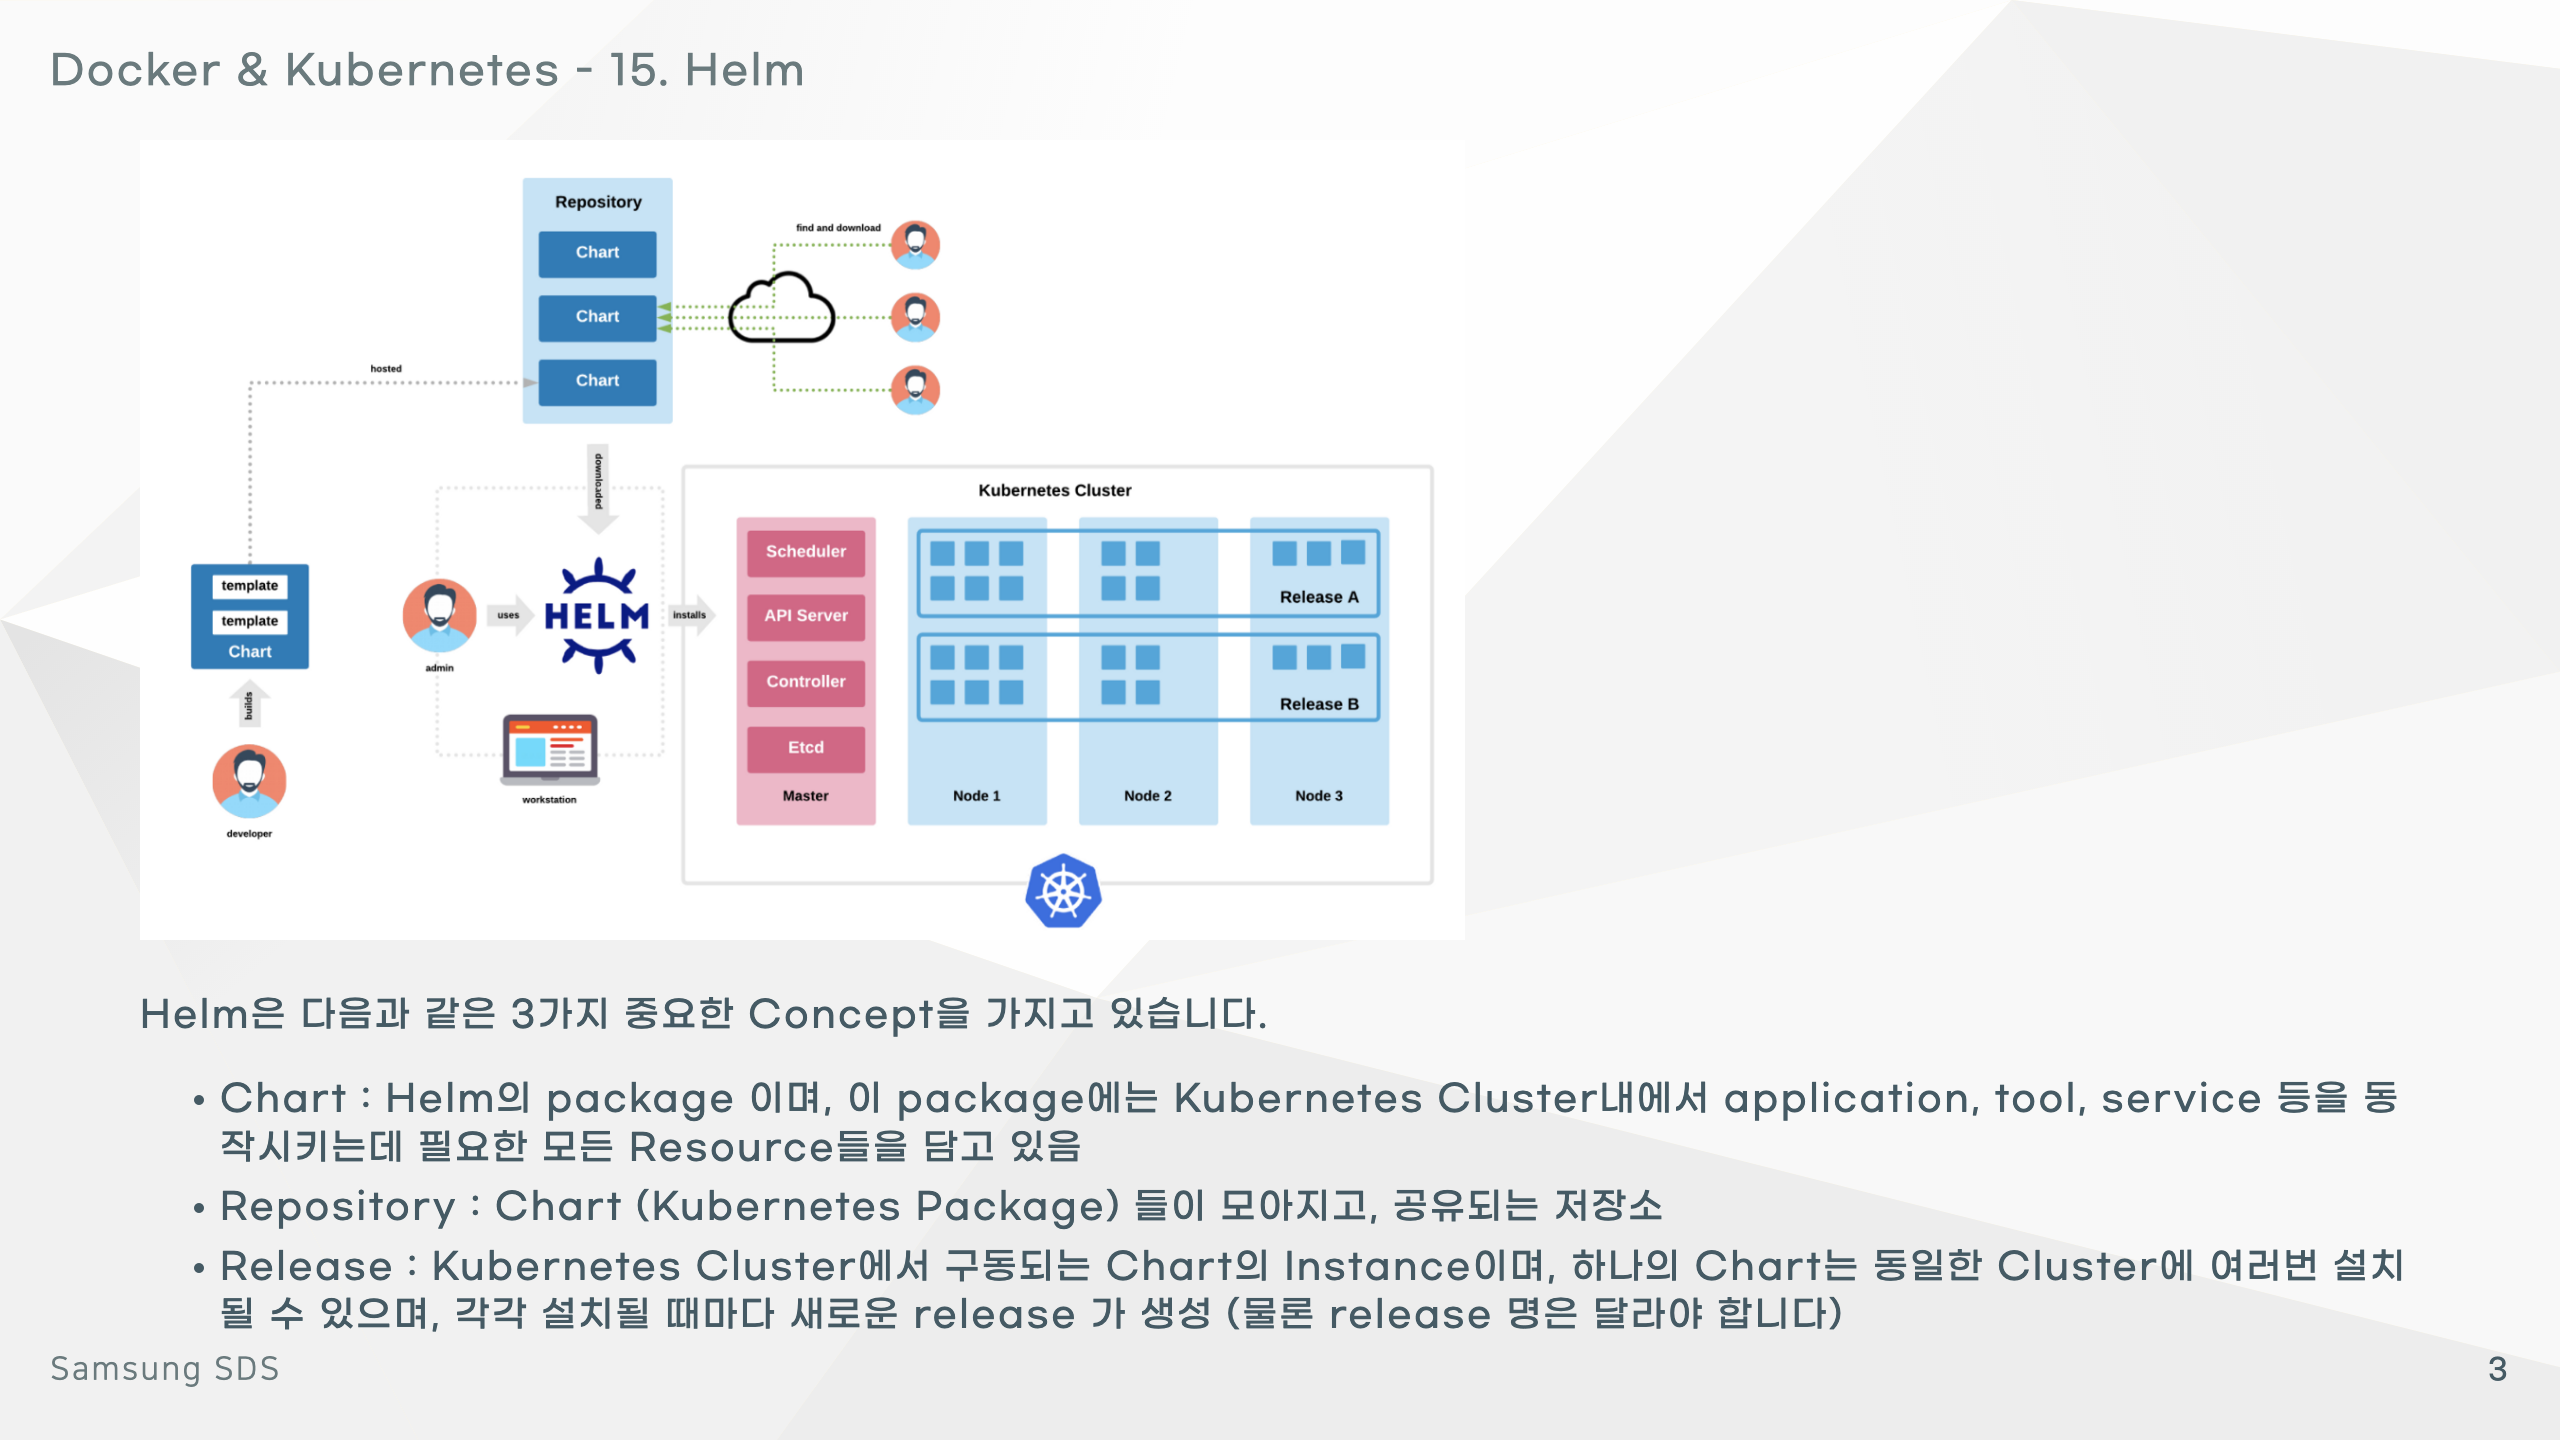 Docker & Kubernetes - 15. Helm
Repository
Chart
Chart
Chart
find and download
hosted
downloaded
template
template
Chart
builds
developer
admin
uses
HELM
installs
workstation
Kubernetes Cluster
Scheduler
API Server
Controller
Etcd
Master
Release A
Release B
Node 1
Node 2
Node 3
Helm은 다음과 같은 3가지 중요한 Concept을 가지고 있습니다.
• Chart : Helm의 package 이며, 이 package에는 Kubernetes Cluster내에서 application, tool, service 등을 동
작시키는데 필요한 모든 Resource들을 담고 있음
• Repository : Chart (Kubernetes Package) 들이 모아지고, 공유되는 저장소
• Release : Kubernetes Cluster에서 구동되는 Chart의 Instance이며, 하나의 Chart는 동일한 Cluster에 여러번 설치
될 수 있으며, 각각 설치될 때마다 새로운 release 가 생성 (물론 release 명은 달라야 합니다)
Samsung SDS
3